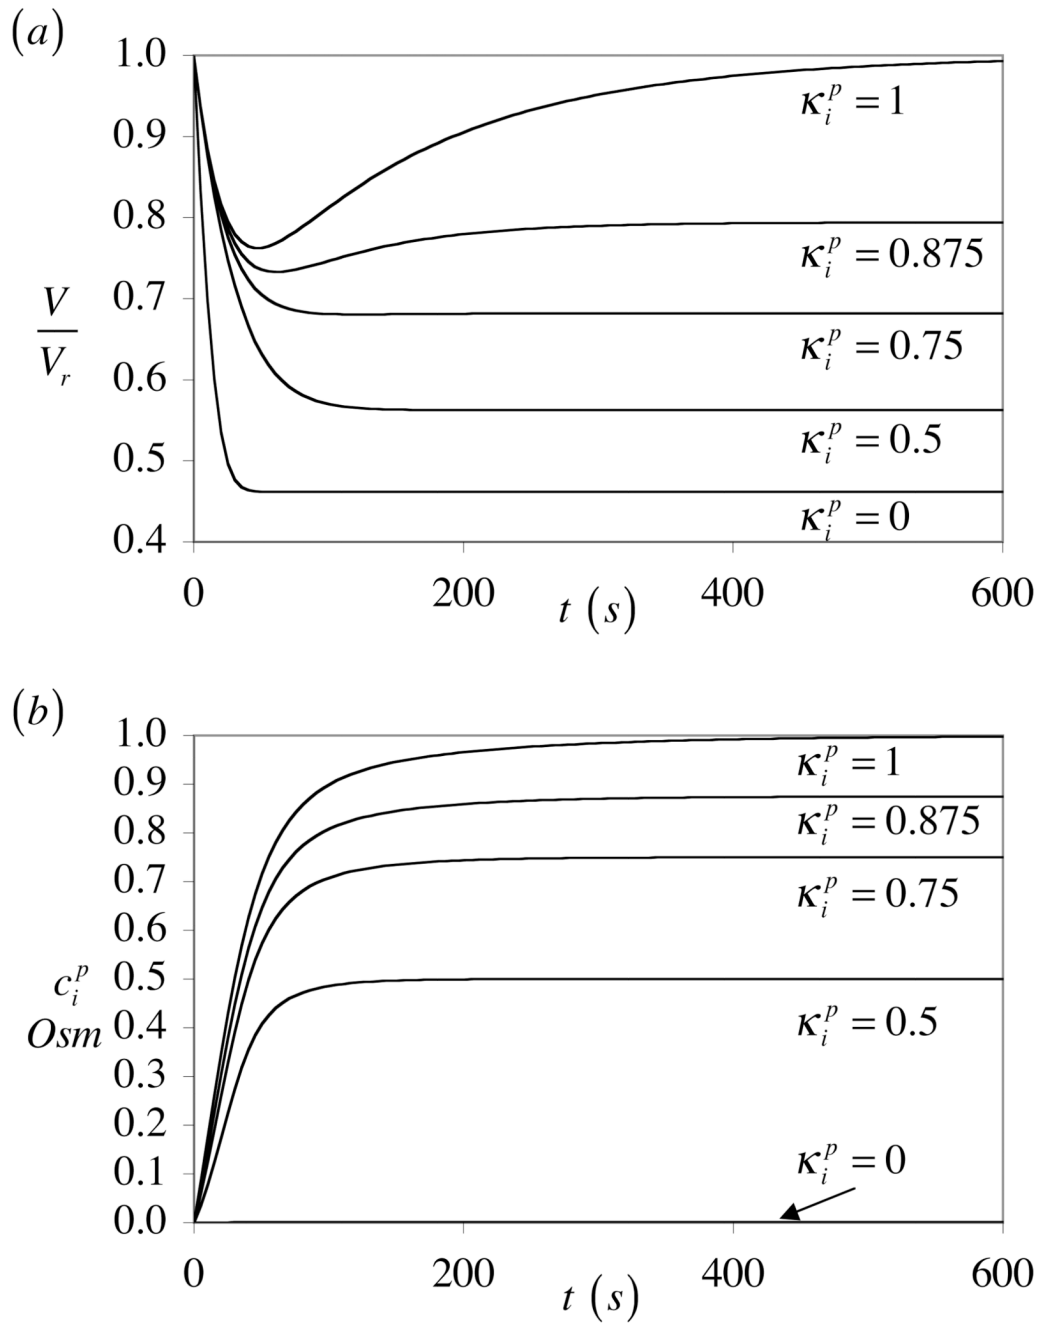 (a)
1.0
0.9
0.8
0.7
0.6
0.5
0.4
V
V_r
κ_i^p = 1
κ_i^p = 0.875
κ_i^p = 0.75
κ_i^p = 0.5
κ_i^p = 0
0 200 400 600
t (s)
(b)
1.0
0.9
0.8
0.7
0.6
0.5
0.4
0.3
0.2
0.1
0.0
c_i^p
Osm
κ_i^p = 1
κ_i^p = 0.875
κ_i^p = 0.75
κ_i^p = 0.5
κ_i^p = 0
0 200 400 600
t (s)